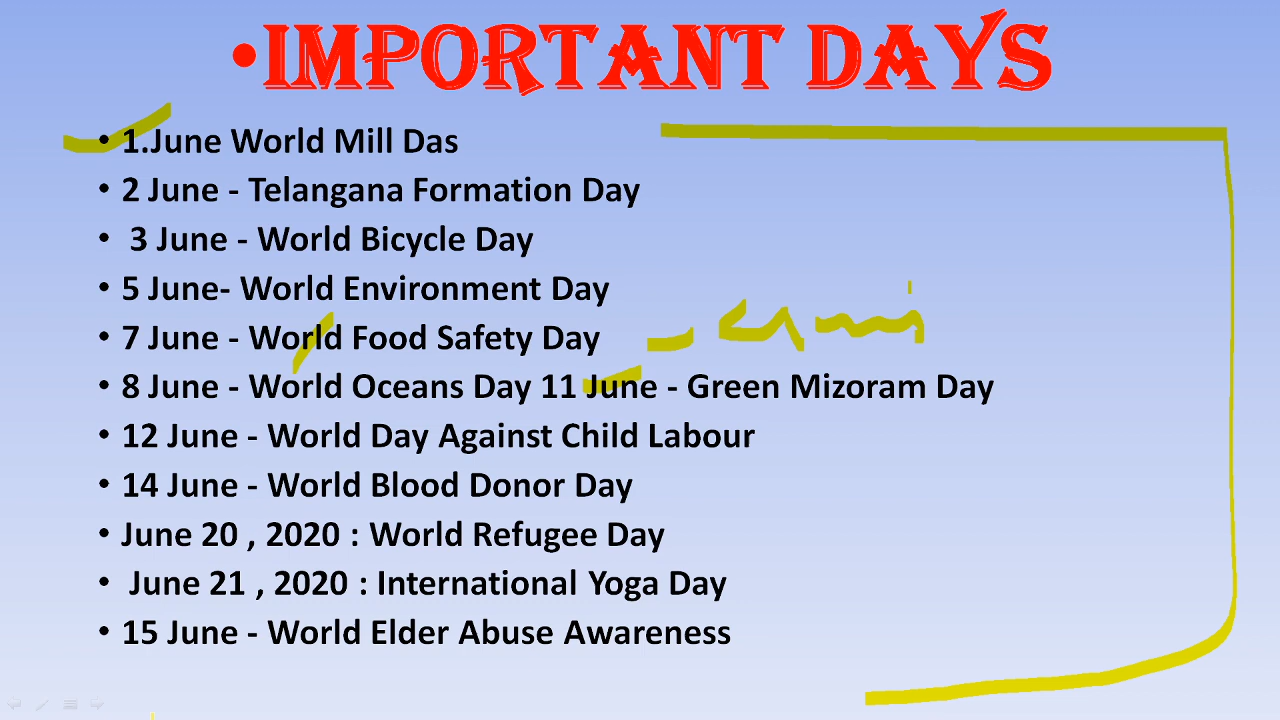 •IMPORTANT DAYS
• 1.June World Mill Das
• 2 June - Telangana Formation Day
• 3 June - World Bicycle Day
• 5 June- World Environment Day
• 7 June - World Food Safety Day
• 8 June - World Oceans Day 11 June - Green Mizoram Day
• 12 June - World Day Against Child Labour
• 14 June - World Blood Donor Day
• June 20 , 2020 : World Refugee Day
• June 21 , 2020 : International Yoga Day
• 15 June - World Elder Abuse Awareness